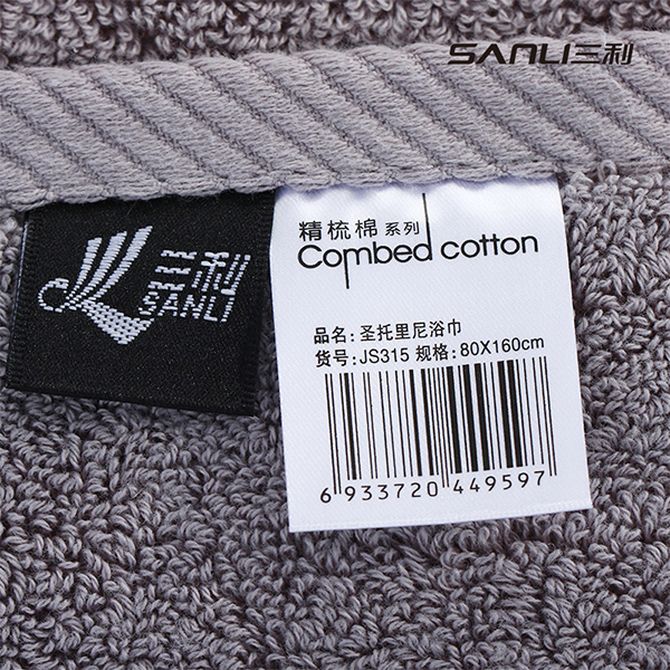 SANLI三利
三利
SANLI
精梳棉 系列
Combed cotton
品名: 圣托里尼浴巾
货号: JS315 规格: 80X160cm
6 933720 449597